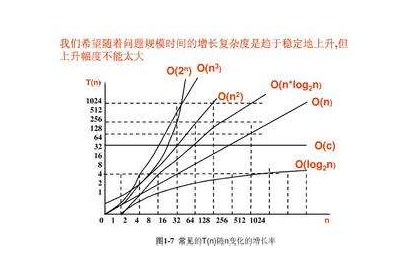 我们希望随着问题规模时间的增长复杂度是趋于稳定地上升,但
上升幅度不能太大
T(n)
O(2ⁿ) O(n³)
O(n²)
O(n*log₂n)
O(n)
O(c)
O(log₂n)
1024
512
256
128
64
32
16
8
4
2
1
0 1 2 4 8 16 32 64 128 256 512 1024 n
图1-7 常见的T(n)随n变化的增长率